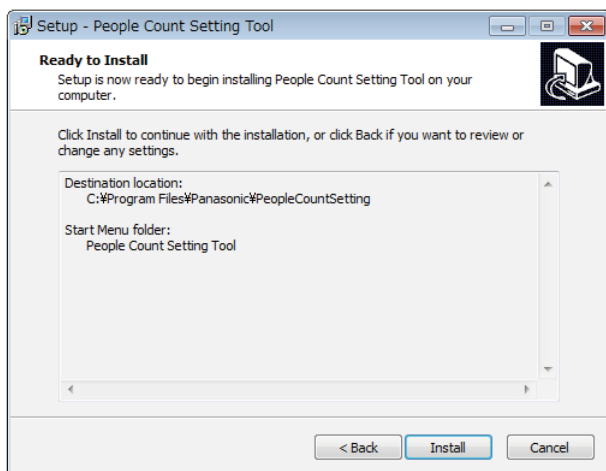 Setup - People Count Setting Tool
Ready to Install
Setup is now ready to begin installing People Count Setting Tool on your
computer.
Click Install to continue with the installation, or click Back if you want to review or
change any settings.
Destination location:
C:¥Program Files¥Panasonic¥PeopleCountSetting
Start Menu folder:
People Count Setting Tool
< Back
Install
Cancel